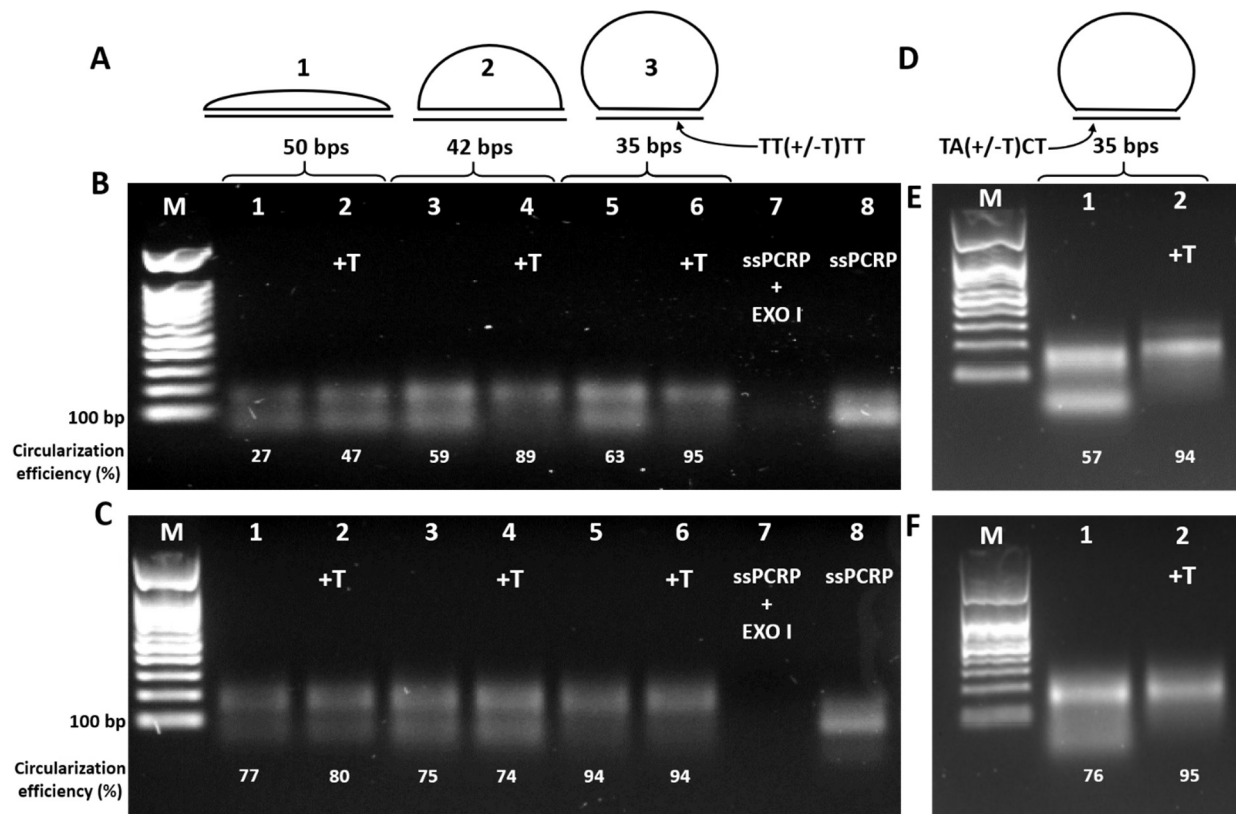 A
1
2
3
D
TT(+/-T)TT
TA(+/-T)CT
50 bps
42 bps
35 bps
35 bps
B
M
1
2
3
4
5
6
7
8
+T
+T
+T
ssPCRP
+
EXO I
ssPCRP
100 bp
Circularization
efficiency (%)
27
47
59
89
63
95
E
M
1
2
+T
57
94
C
M
1
2
3
4
5
6
7
8
+T
+T
+T
ssPCRP
+
EXO I
ssPCRP
100 bp
Circularization
efficiency (%)
77
80
75
74
94
94
F
M
1
2
+T
76
95